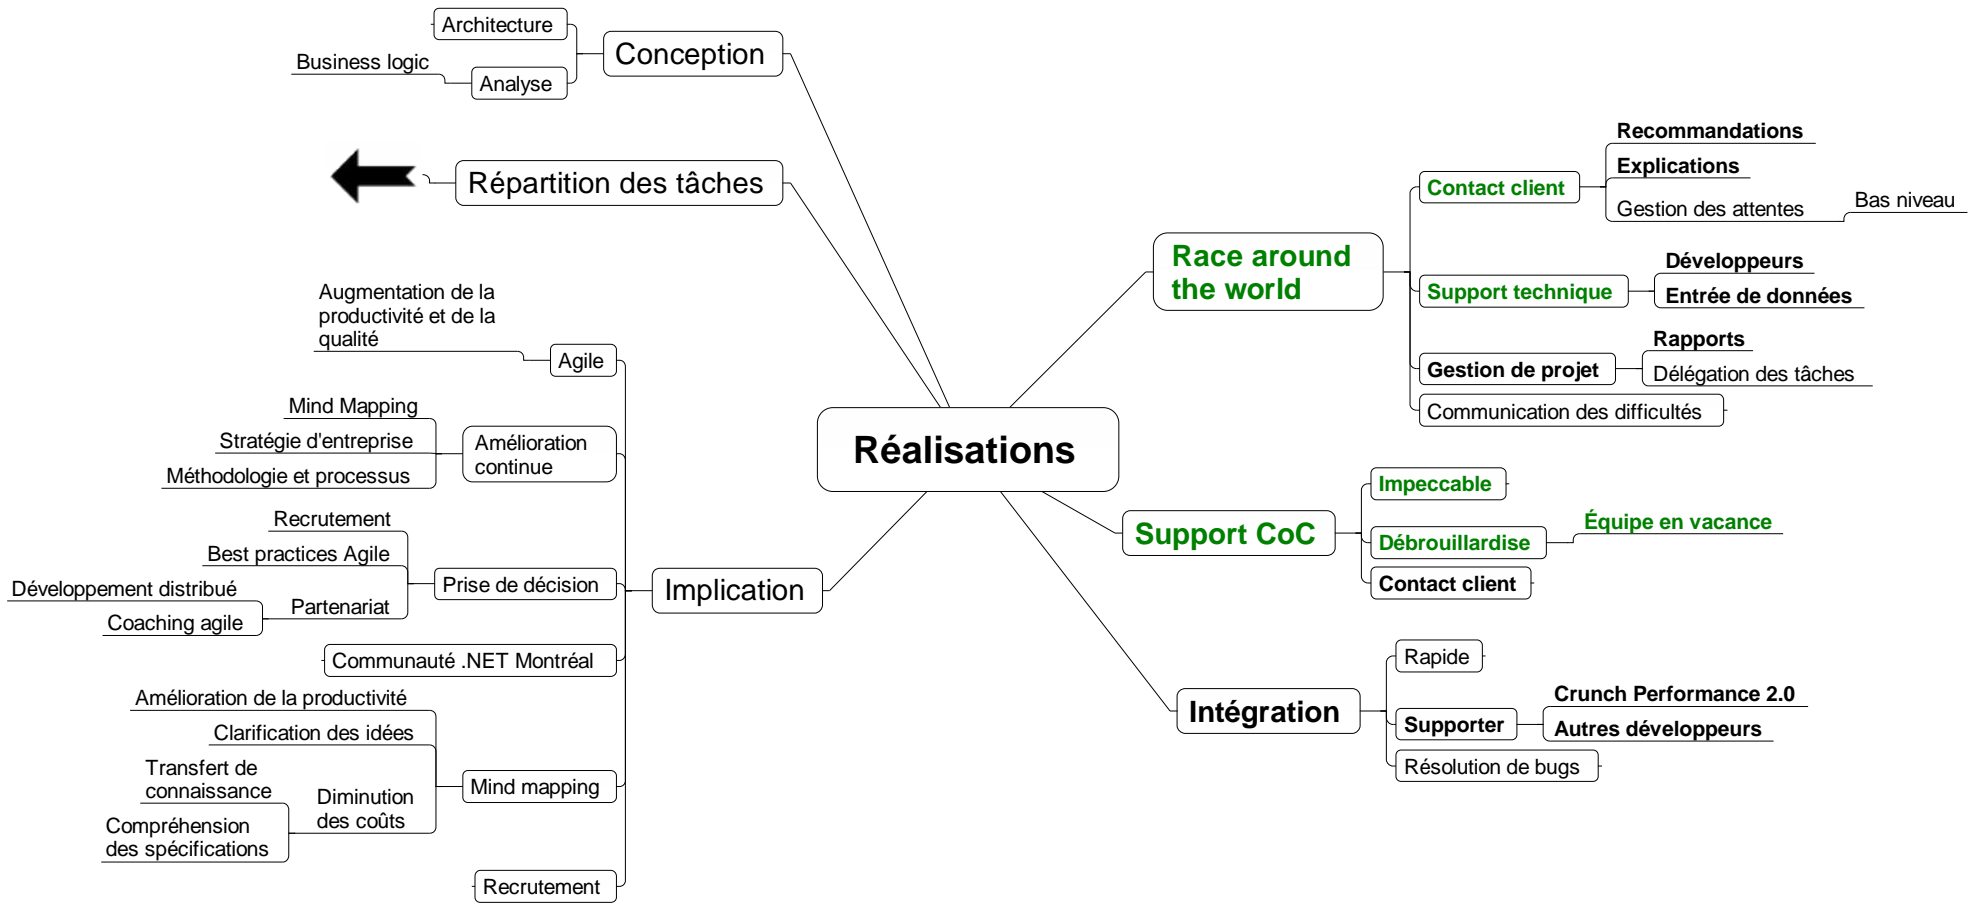 Réalisations
Race around
the world
Contact client
Recommandations
Explications
Gestion des attentes
Bas niveau
Support technique
Développeurs
Entrée de données
Gestion de projet
Rapports
Délégation des tâches
Communication des difficultés
Support CoC
Impeccable
Débrouillardise
Équipe en vacance
Contact client
Intégration
Rapide
Supporter
Crunch Performance 2.0
Autres développeurs
Résolution de bugs
Conception
Architecture
Analyse
Business logic
Répartition des tâches
Implication
Agile
Augmentation de la
productivité et de la
qualité
Amélioration
continue
Mind Mapping
Stratégie d'entreprise
Méthodologie et processus
Prise de décision
Recrutement
Best practices Agile
Partenariat
Développement distribué
Coaching agile
Communauté .NET Montréal
Mind mapping
Amélioration de la productivité
Clarification des idées
Diminution
des coûts
Transfert de
connaissance
Compréhension
des spécifications
Recrutement